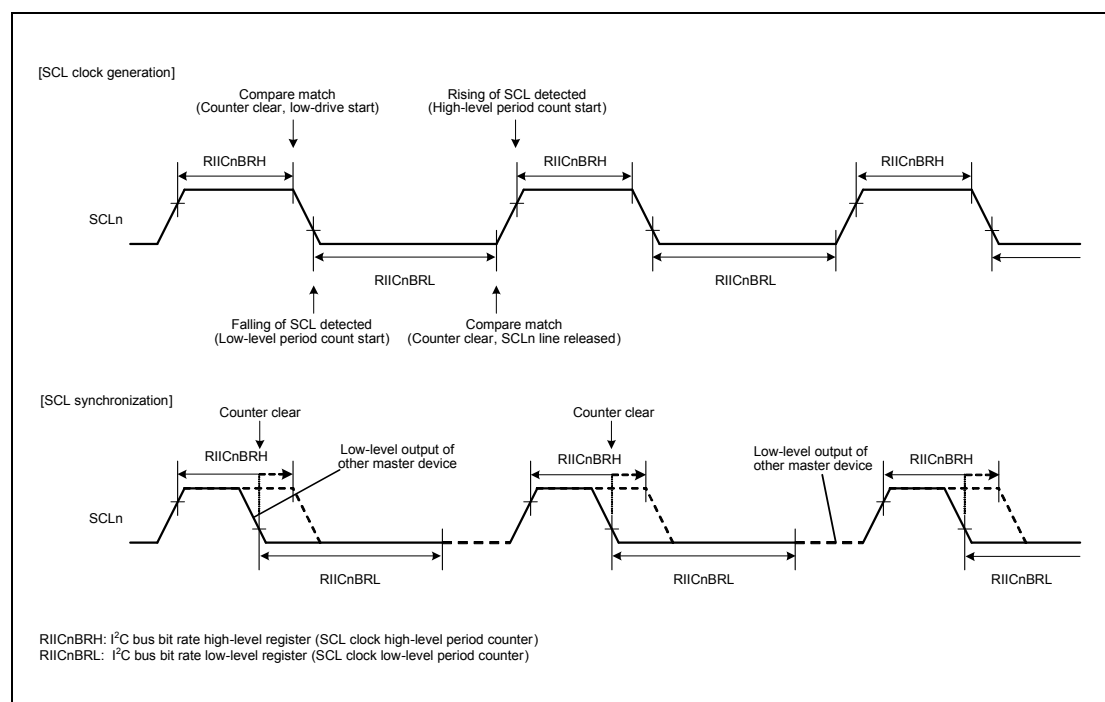 [SCL clock generation]
Compare match
(Counter clear, low-drive start)
Rising of SCL detected
(High-level period count start)
RIICnBRH
RIICnBRH
RIICnBRH
SCLn
RIICnBRL
RIICnBRL
Falling of SCL detected
(Low-level period count start)
Compare match
(Counter clear, SCLn line released)
[SCL synchronization]
Counter clear
Counter clear
RIICnBRH
Low-level output of
other master device
RIICnBRH
Low-level output of
other master device
RIICnBRH
SCLn
RIICnBRL
RIICnBRL
RIICnBRL
RIICnBRH: I²C bus bit rate high-level register (SCL clock high-level period counter)
RIICnBRL: I²C bus bit rate low-level register (SCL clock low-level period counter)